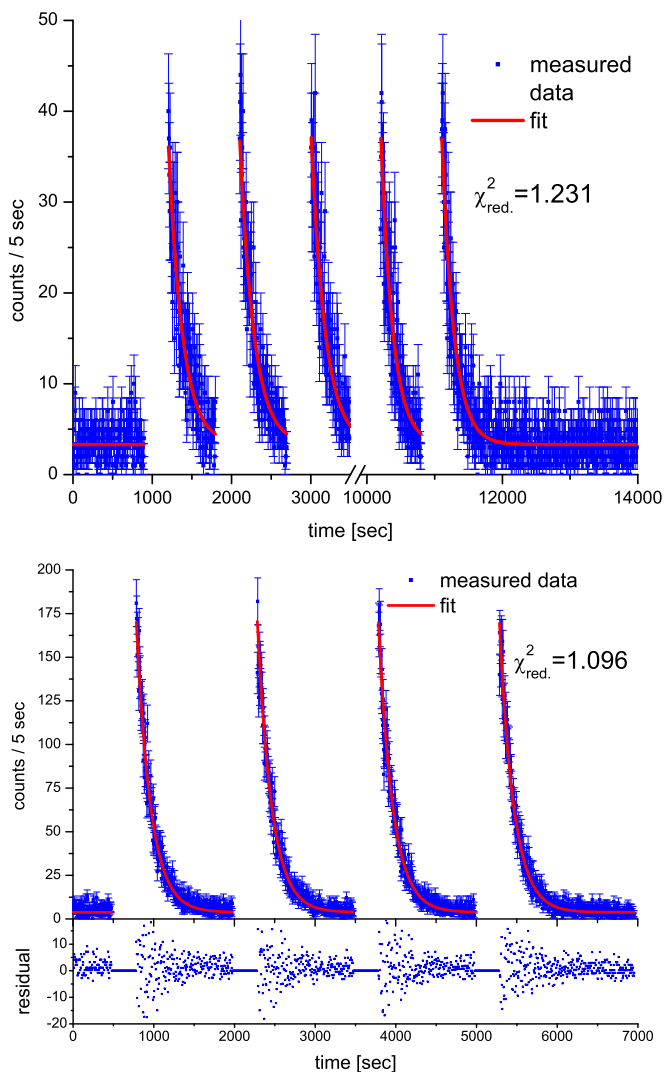 50
40
30
20
10
0
counts / 5 sec
measured
data
fit
χ²red.=1.231
0 1000 2000 3000 10000 12000 14000
time [sec]
200
175
150
125
100
75
50
25
0
counts / 5 sec
measured data
fit
χ²red.=1.096
10
0
-10
-20
residual
0 1000 2000 3000 4000 5000 6000 7000
time [sec]